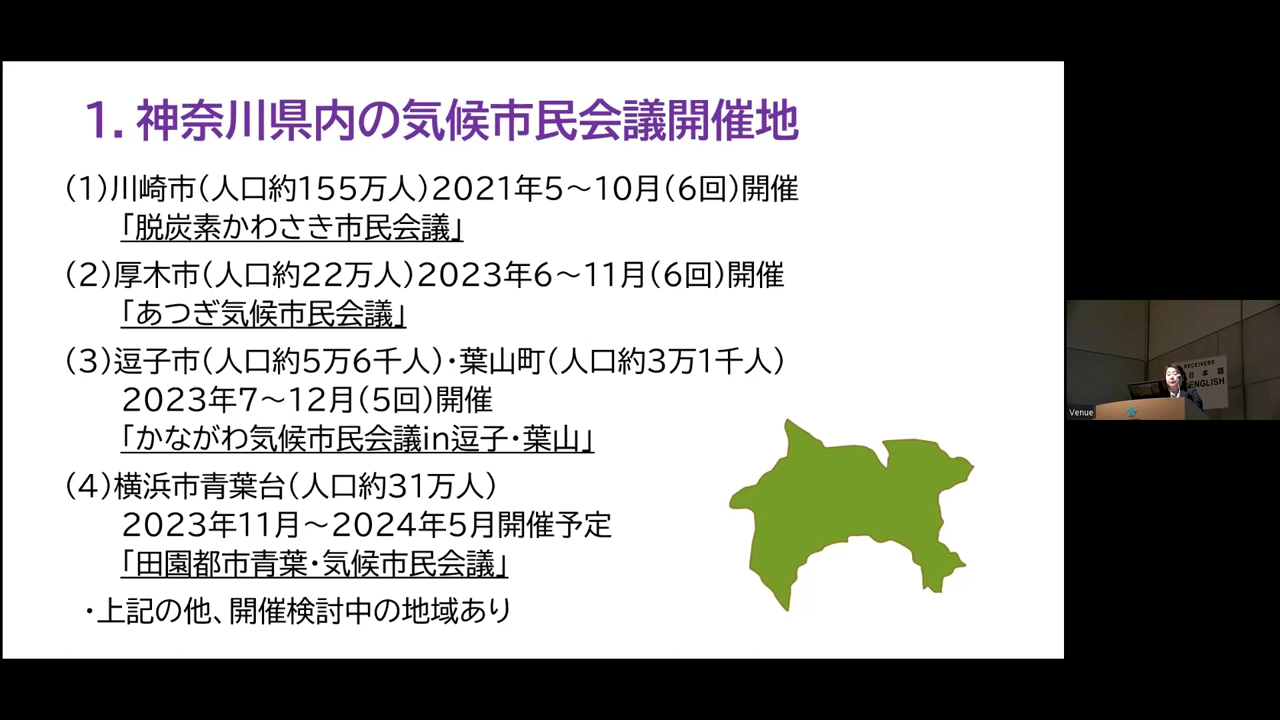 1. 神奈川県内の気候市民会議開催地
(1)川崎市(人口約155万人)2021年5～10月(6回)開催
「脱炭素かわさき市民会議」
(2)厚木市(人口約22万人)2023年6～11月(6回)開催
「あつぎ気候市民会議」
(3)逗子市(人口約5万6千人)・葉山町(人口約3万1千人)
2023年7～12月(5回)開催
「かながわ気候市民会議in逗子・葉山」
(4)横浜市青葉台(人口約31万人)
2023年11月～2024年5月開催予定
「田園都市青葉・気候市民会議」
・上記の他、開催検討中の地域あり
RECEIVERS
日本語
ENGLISH
Venue